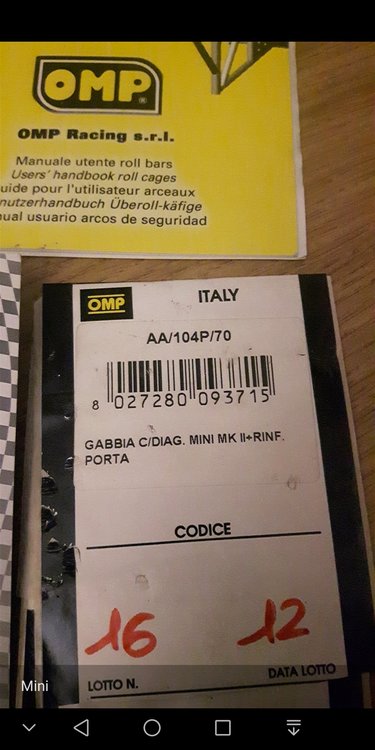 OMP
OMP Racing s.r.l.
Manuale utente roll bars
Users' handbook roll cages
uide pour l'utilisateur arceaux
nutzerhandbuch Überoll-käfige
nual usuario arcos de seguridad
OMP
ITALY
AA/104P/70
8 027280 093715
GABBIA C/DIAG. MINI MK II+RINF.
PORTA
CODICE
16 12
LOTTO N. DATA LOTTO
Mini